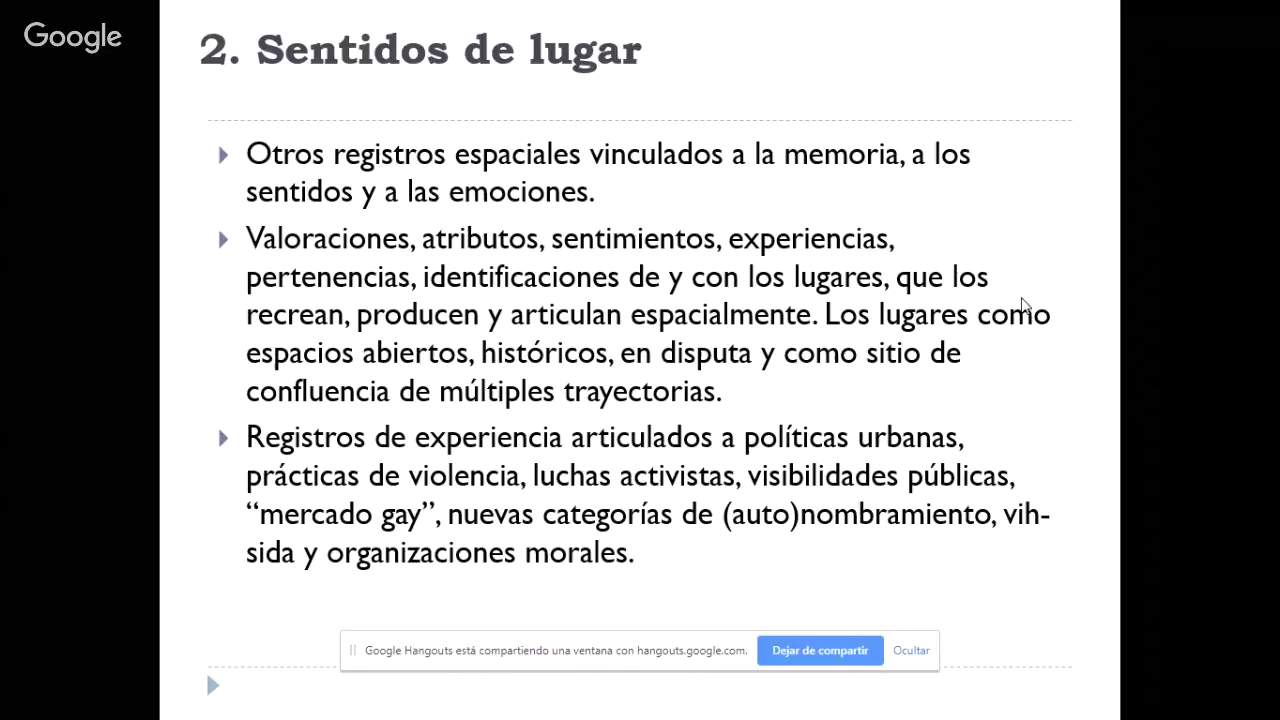 Google
2. Sentidos de lugar
Otros registros espaciales vinculados a la memoria, a los
sentidos y a las emociones.
Valoraciones, atributos, sentimientos, experiencias,
pertenencias, identificaciones de y con los lugares, que los
recrean, producen y articulan espacialmente. Los lugares como
espacios abiertos, históricos, en disputa y como sitio de
confluencia de múltiples trayectorias.
Registros de experiencia articulados a políticas urbanas,
prácticas de violencia, luchas activistas, visibilidades públicas,
“mercado gay”, nuevas categorías de (auto)nombramiento, vih-
sida y organizaciones morales.
Google Hangouts está compartiendo una ventana con hangouts.google.com. Dejar de compartir Ocultar